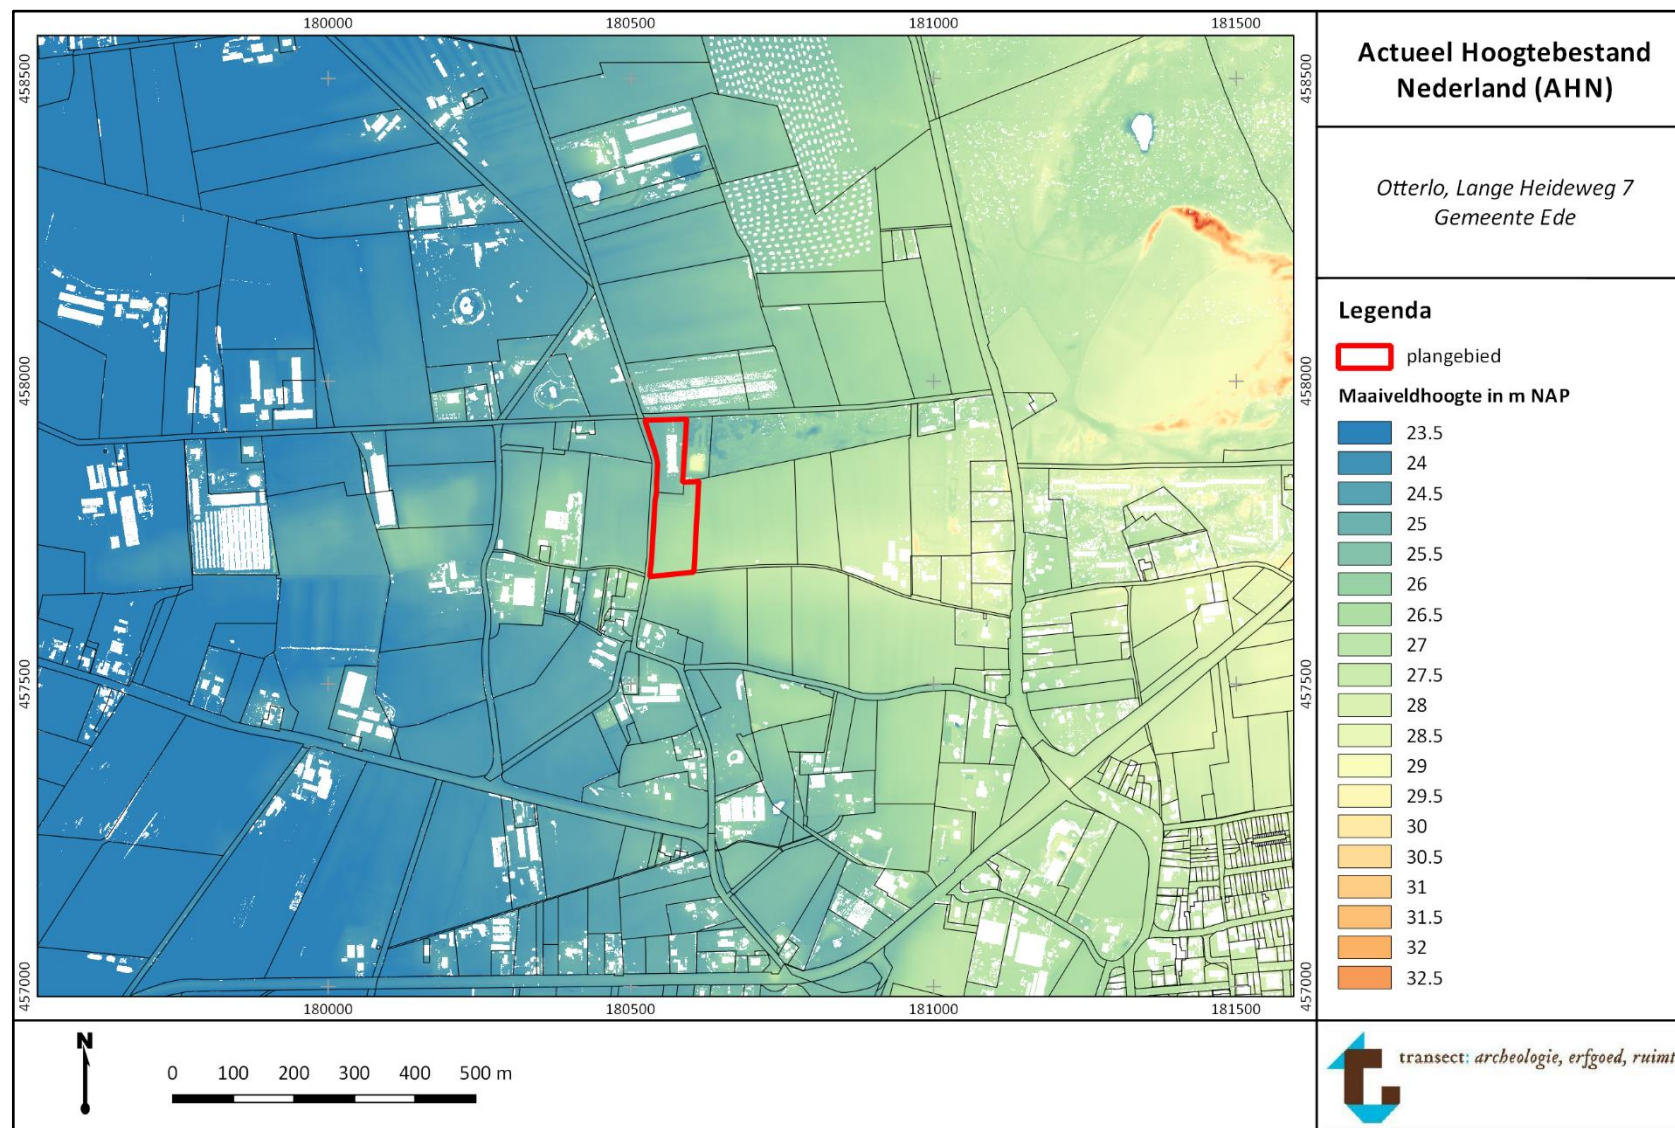 180000 180500 181000 181500
458500 458500
458000 458000
457500 457500
457000 457000
180000 180500 181000 181500
Actueel Hoogtebestand
Nederland (AHN)
Otterlo, Lange Heideweg 7
Gemeente Ede
Legenda
plangebied
Maaiveldhoogte in m NAP
23.5
24
24.5
25
25.5
26
26.5
27
27.5
28
28.5
29
29.5
30
30.5
31
31.5
32
32.5
N
0 100 200 300 400 500 m
transect: archeologie, erfgoed, ruimt